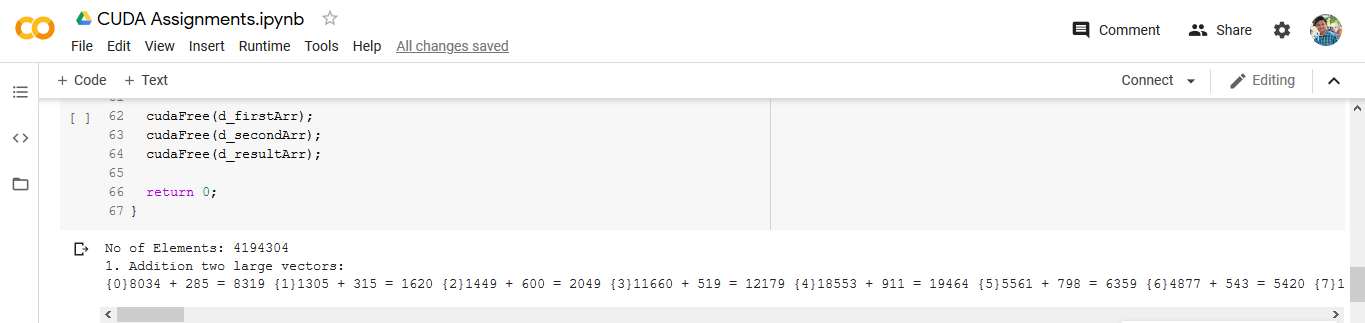 CUDA Assignments.ipynb
Comment Share
File Edit View Insert Runtime Tools Help All changes saved
+ Code + Text Connect Editing
[ ] 62 cudaFree(d_firstArr);
63 cudaFree(d_secondArr);
64 cudaFree(d_resultArr);
65
66 return 0;
67 }
No of Elements: 4194304
1. Addition two large vectors:
{0}8034 + 285 = 8319 {1}1305 + 315 = 1620 {2}1449 + 600 = 2049 {3}11660 + 519 = 12179 {4}18553 + 911 = 19464 {5}5561 + 798 = 6359 {6}4877 + 543 = 5420 {7}1